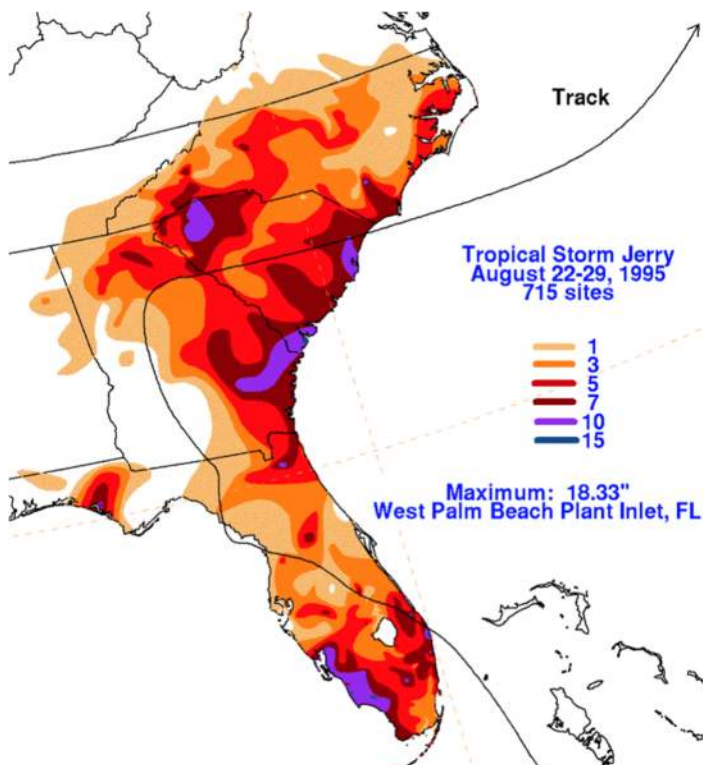 Track
Tropical Storm Jerry
August 22-29, 1995
715 sites
1
3
5
7
10
15
Maximum: 18.33"
West Palm Beach Plant Inlet, FL